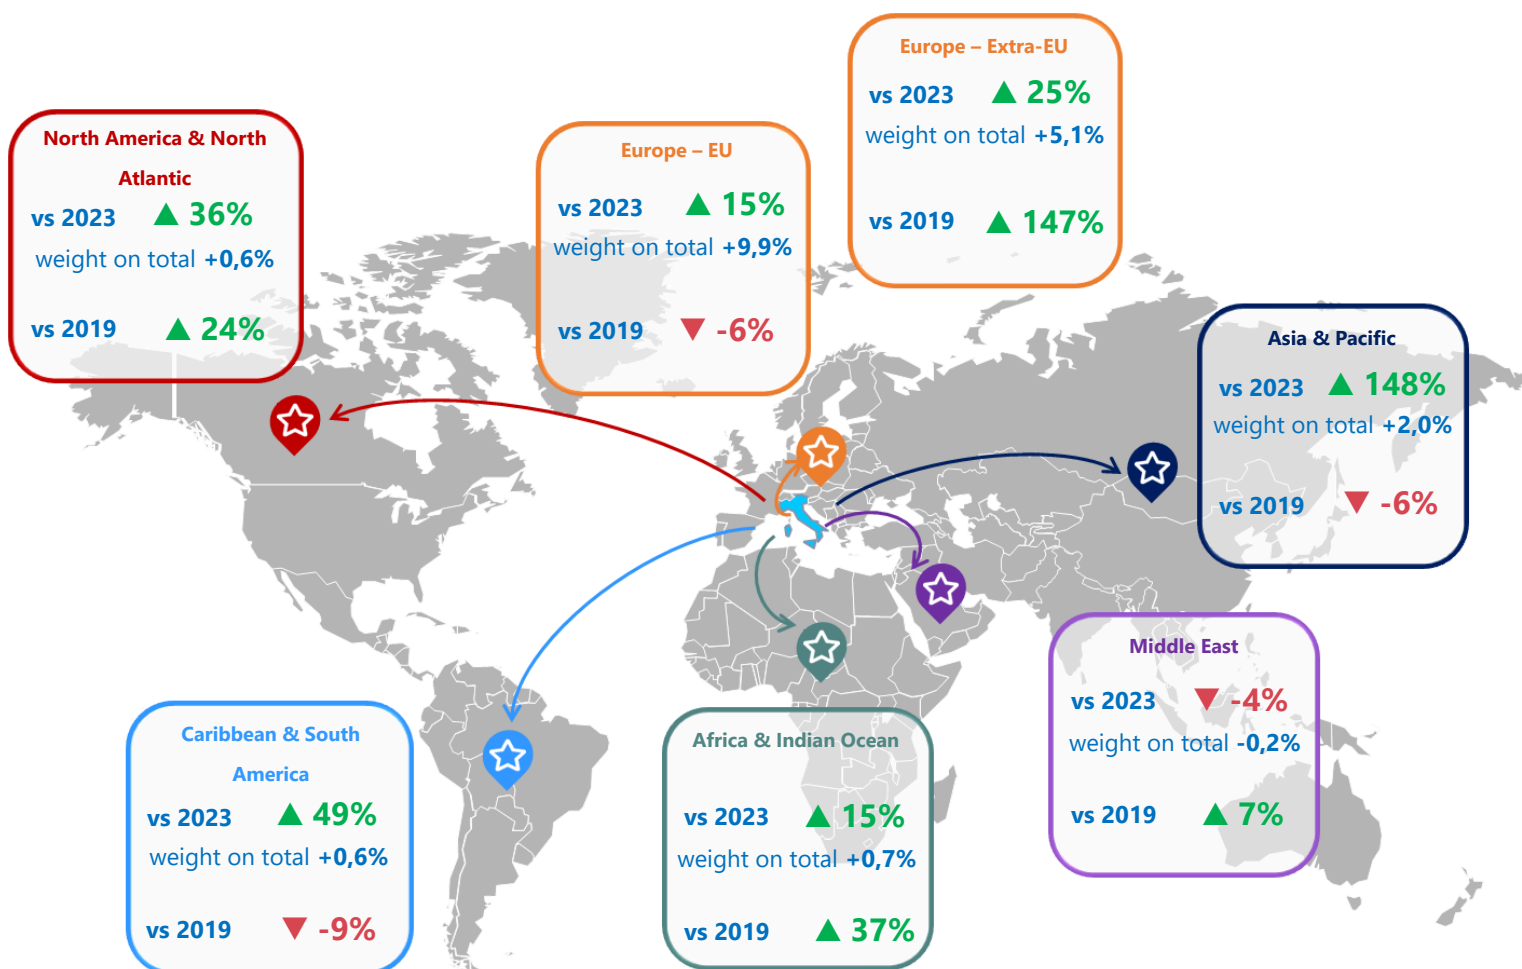 Europe – Extra-EU
vs 2023 ▲ 25%
weight on total +5,1%
vs 2019 ▲ 147%
North America & North
Atlantic
vs 2023 ▲ 36%
weight on total +0,6%
vs 2019 ▲ 24%
Europe – EU
vs 2023 ▲ 15%
weight on total +9,9%
vs 2019 ▼ -6%
Asia & Pacific
vs 2023 ▲ 148%
weight on total +2,0%
vs 2019 ▼ -6%
Middle East
vs 2023 ▼ -4%
weight on total -0,2%
vs 2019 ▲ 7%
Caribbean & South
America
vs 2023 ▲ 49%
weight on total +0,6%
vs 2019 ▼ -9%
Africa & Indian Ocean
vs 2023 ▲ 15%
weight on total +0,7%
vs 2019 ▲ 37%